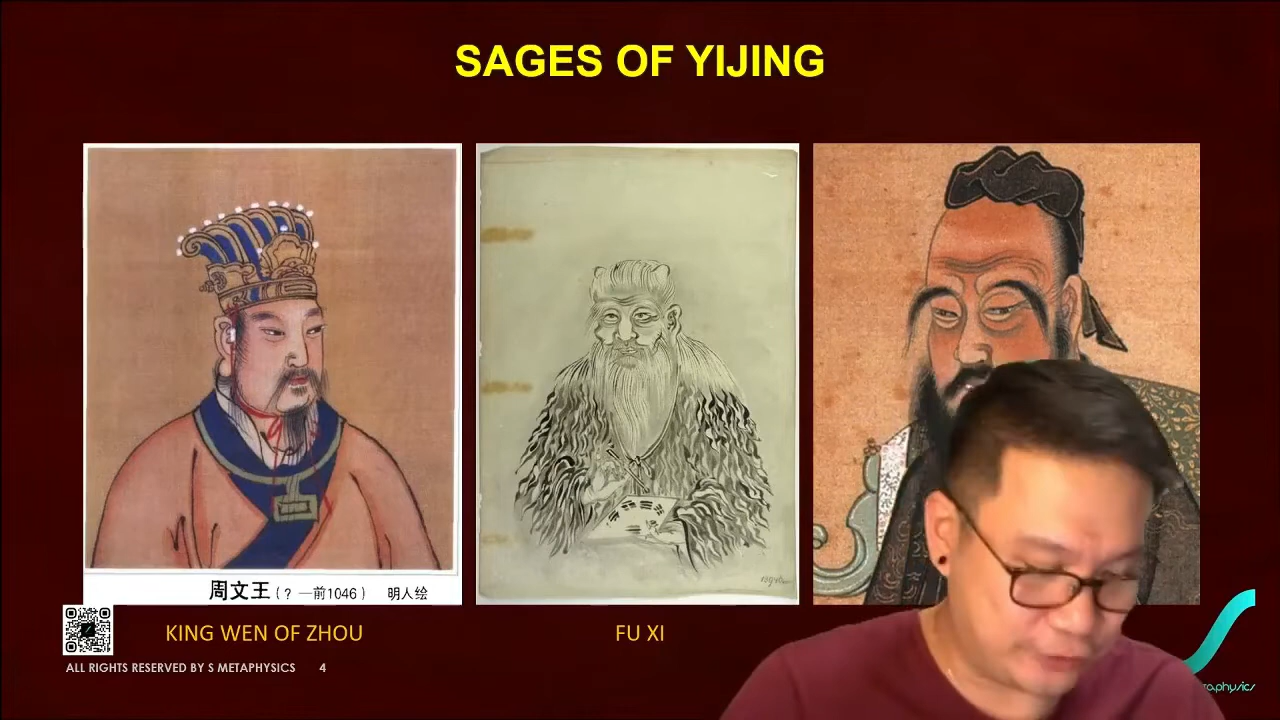 SAGES OF YIJING
周文王(? —前1046) 明人绘
KING WEN OF ZHOU
FU XI
ALL RIGHTS RESERVED BY S METAPHYSICS 4